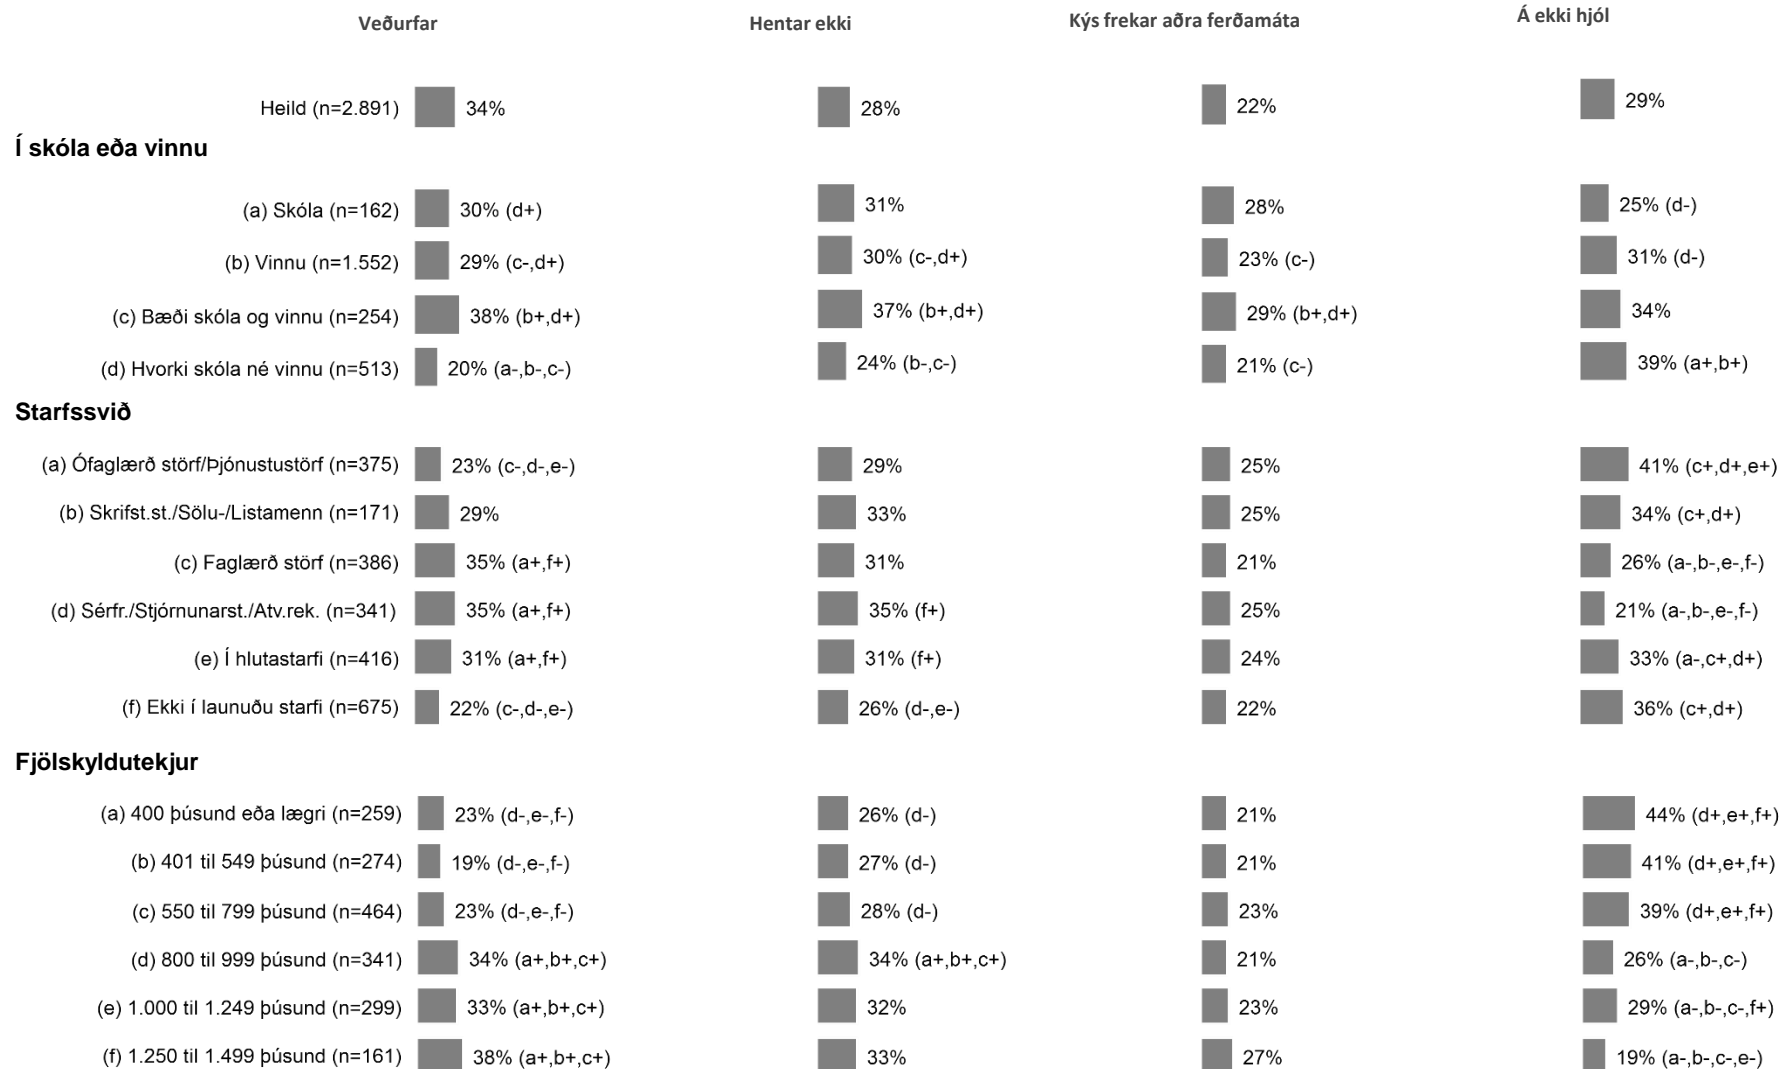 Veðurfar Hentar ekki Kýs frekar aðra ferðamáta Á ekki hjól
Heild (n=2.891) 34% 28% 22% 29%
Í skóla eða vinnu
(a) Skóla (n=162) 30% (d+) 31% 28% 25% (d-)
(b) Vinnu (n=1.552) 29% (c-,d+) 30% (c-,d+) 23% (c-) 31% (d-)
(c) Bæði skóla og vinnu (n=254) 38% (b+,d+) 37% (b+,d+) 29% (b+,d+) 34%
(d) Hvorki skóla né vinnu (n=513) 20% (a-,b-,c-) 24% (b-,c-) 21% (c-) 39% (a+,b+)
Starfssvið
(a) Ófaglærð störf/Þjónustustörf (n=375) 23% (c-,d-,e-) 29% 25% 41% (c+,d+,e+)
(b) Skrifst.st./Sölu-/Listamenn (n=171) 29% 33% 25% 34% (c+,d+)
(c) Faglærð störf (n=386) 35% (a+,f+) 31% 21% 26% (a-,b-,e-,f-)
(d) Sérfr./Stjórnunarst./Atv.rek. (n=341) 35% (a+,f+) 35% (f+) 25% 21% (a-,b-,e-,f-)
(e) Í hlutastarfi (n=416) 31% (a+,f+) 31% (f+) 24% 33% (a-,c+,d+)
(f) Ekki í launuðu starfi (n=675) 22% (c-,d-,e-) 26% (d-,e-) 22% 36% (c+,d+)
Fjölskyldutekjur
(a) 400 þúsund eða lægri (n=259) 23% (d-,e-,f-) 26% (d-) 21% 44% (d+,e+,f+)
(b) 401 til 549 þúsund (n=274) 19% (d-,e-,f-) 27% (d-) 21% 41% (d+,e+,f+)
(c) 550 til 799 þúsund (n=464) 23% (d-,e-,f-) 28% (d-) 23% 39% (d+,e+,f+)
(d) 800 til 999 þúsund (n=341) 34% (a+,b+,c+) 34% (a+,b+,c+) 21% 26% (a-,b-,c-)
(e) 1.000 til 1.249 þúsund (n=299) 33% (a+,b+,c+) 32% 23% 29% (a-,b-,c-,f+)
(f) 1.250 til 1.499 þúsund (n=161) 38% (a+,b+,c+) 33% 27% 19% (a-,b-,c-,e-)